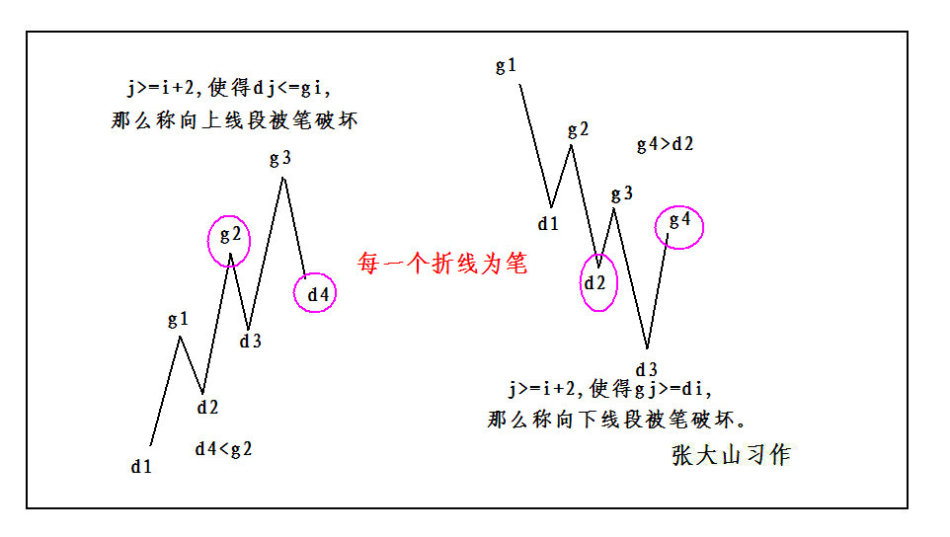 j>=i+2,使得dj<=gi,
那么称向上线段被笔破坏
g3
g2
d4
g1
d3
d2
d4<g2
d1
每一个折线为笔
g1
g2
g4>d2
g3
d1
g4
d2
d3
j>=i+2,使得gj>=di,
那么称向下线段被笔破坏。
张大山习作